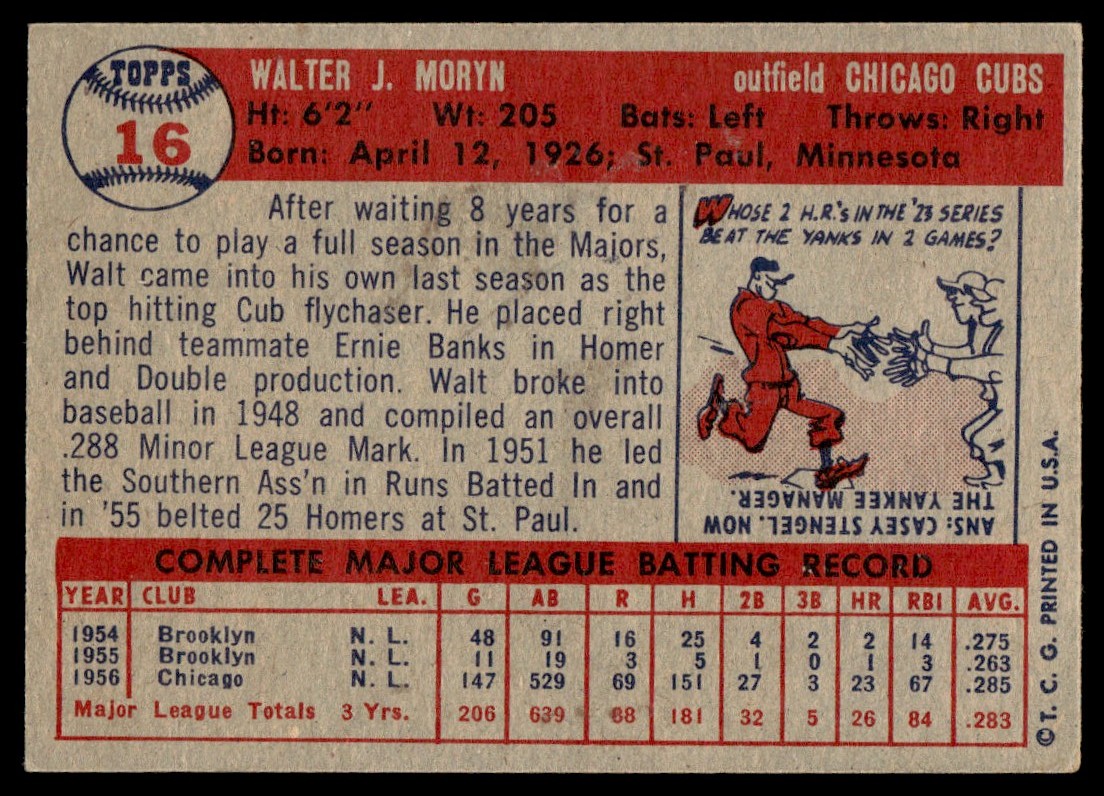 TOPPS
16
WALTER J. MORYN outfield CHICAGO CUBS
Ht: 6'2" Wt: 205 Bats: Left Throws: Right
Born: April 12, 1926; St. Paul, Minnesota
After waiting 8 years for a
chance to play a full season in the Majors,
Walt came into his own last season as the
top hitting Cub flychaser. He placed right
behind teammate Ernie Banks in Homer
and Double production. Walt broke into
baseball in 1948 and compiled an overall
.288 Minor League Mark. In 1951 he led
the Southern Ass'n in Runs Batted In and
in '55 belted 25 Homers at St. Paul.
WHOSE 2 H.R.'s IN THE '23 SERIES
BEAT THE YANKS IN 2 GAMES?
ANS: CASEY STENGEL. NOW
THE YANKEE MANAGER.
COMPLETE MAJOR LEAGUE BATTING RECORD
YEAR CLUB LEA. G AB R H 2B 3B HR RBI AVG.
1954 Brooklyn N. L. 48 91 16 25 4 2 2 14 .275
1955 Brooklyn N. L. 11 19 3 5 1 0 1 3 .263
1956 Chicago N. L. 147 529 69 151 27 3 23 67 .285
Major League Totals 3 Yrs. 206 639 88 181 32 5 26 84 .283
©T. C. G. PRINTED IN U.S.A.